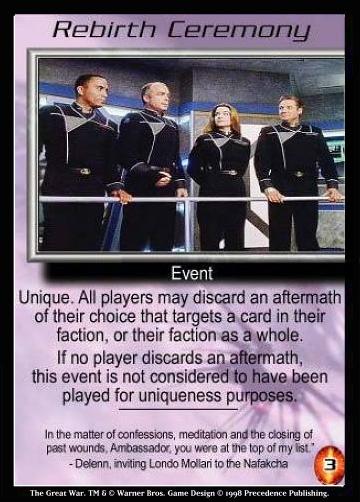 Rebirth Ceremony
Event
Unique. All players may discard an aftermath
of their choice that targets a card in their
faction, or their faction as a whole.
If no player discards an aftermath,
this event is not considered to have been
played for uniqueness purposes.
In the matter of confessions, meditation and the closing of
past wounds, Ambassador, you were at the top of my list."
- Delenn, inviting Londo Mollari to the Nafakcha
3
The Great War. TM & © Warner Bros. Game Design © 1998 Precedence Publishing.